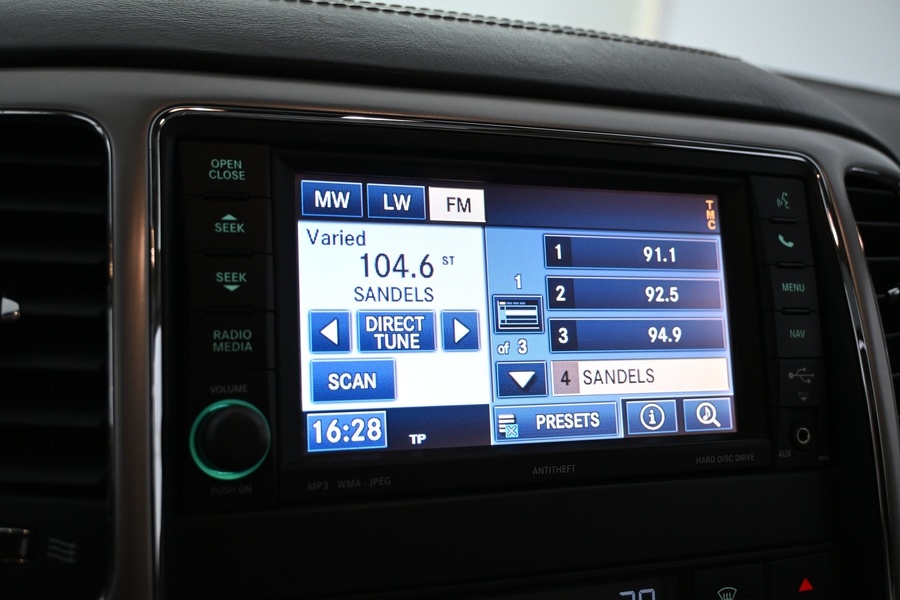 OPEN
CLOSE
SEEK
SEEK
RADIO
MEDIA
VOLUME
PUSH ON
MW LW FM
TMC
Varied
104.6 ST
SANDELS
DIRECT
TUNE
SCAN
16:28 TP
1
of 3
1 91.1
2 92.5
3 94.9
4 SANDELS
PRESETS
i
MENU
NAV
AUX
MP3 · WMA · JPEG
ANTITHEFT
HARD DISC DRIVE